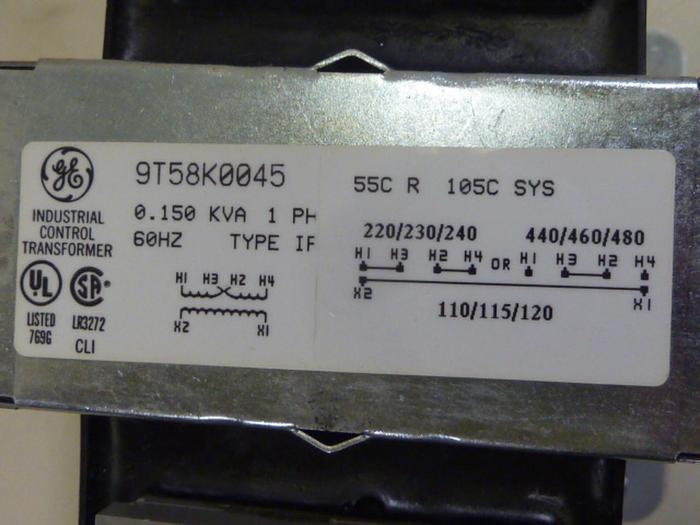 GE
INDUSTRIAL
CONTROL
TRANSFORMER
UL
LISTED
769G
SA
LR3272
CLI
9T58K0045
0.150 KVA 1 PH
60HZ TYPE IF
H1 H3 H2 H4
X2 X1
55C R 105C SYS
220/230/240 440/460/480
H1 H3 H2 H4 OR H1 H3 H2 H4
X2 X1
110/115/120